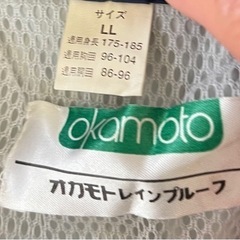 サイズ
LL
適用身長 175-185
適用胸囲 96-104
適用胴囲 86-96
okamoto
オカモトレインプルーフ